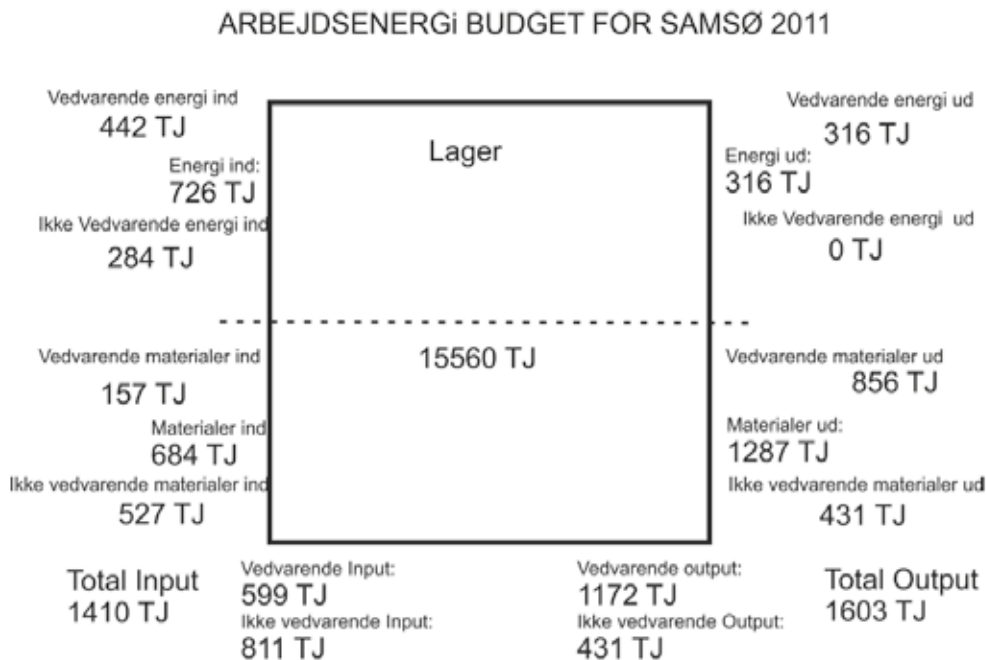 ARBEJDSENERGi BUDGET FOR SAMSØ 2011
Vedvarende energi ind
442 TJ
Energi ind:
726 TJ
Ikke Vedvarende energi ind
284 TJ
Lager
Vedvarende energi ud
316 TJ
Energi ud:
316 TJ
Ikke Vedvarende energi ud
0 TJ
Vedvarende materialer ind
157 TJ
Materialer ind
684 TJ
Ikke vedvarende materialer ind
527 TJ
15560 TJ
Vedvarende materialer ud
856 TJ
Materialer ud:
1287 TJ
Ikke vedvarende materialer ud
431 TJ
Total Input
1410 TJ
Vedvarende Input:
599 TJ
Ikke vedvarende Input:
811 TJ
Vedvarende output:
1172 TJ
Ikke vedvarende Output:
431 TJ
Total Output
1603 TJ